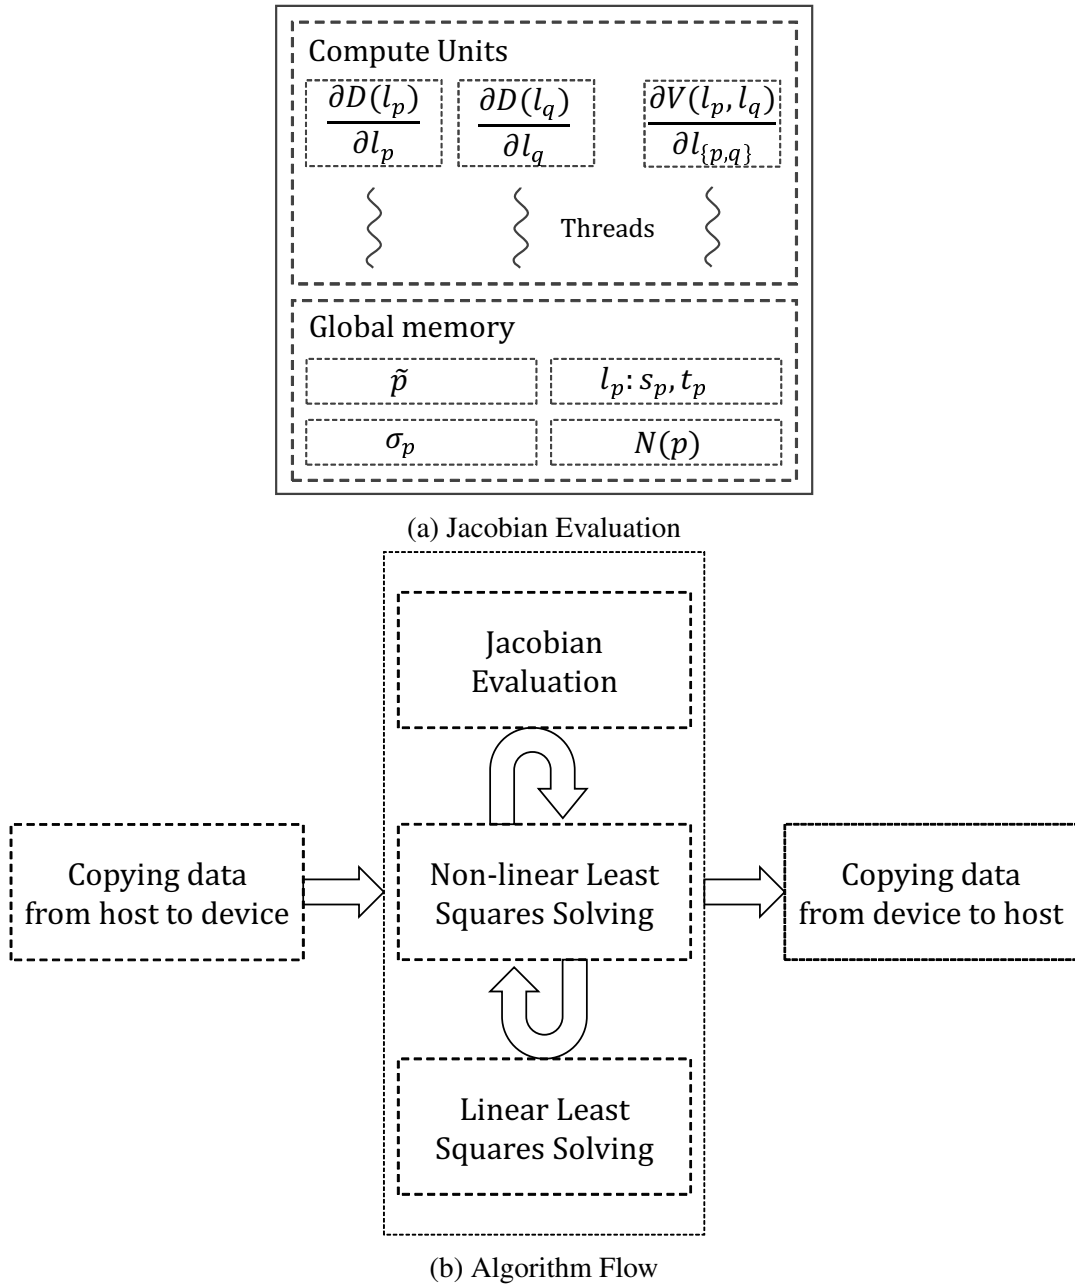 Compute Units
∂D(l_p)/∂l_p ∂D(l_q)/∂l_q ∂V(l_p, l_q)/∂l_{p,q}
Threads
Global memory
p̃ l_p: s_p, t_p
σ_p N(p)
(a) Jacobian Evaluation
Jacobian
Evaluation
Copying data
from host to device
Non-linear Least
Squares Solving
Copying data
from device to host
Linear Least
Squares Solving
(b) Algorithm Flow